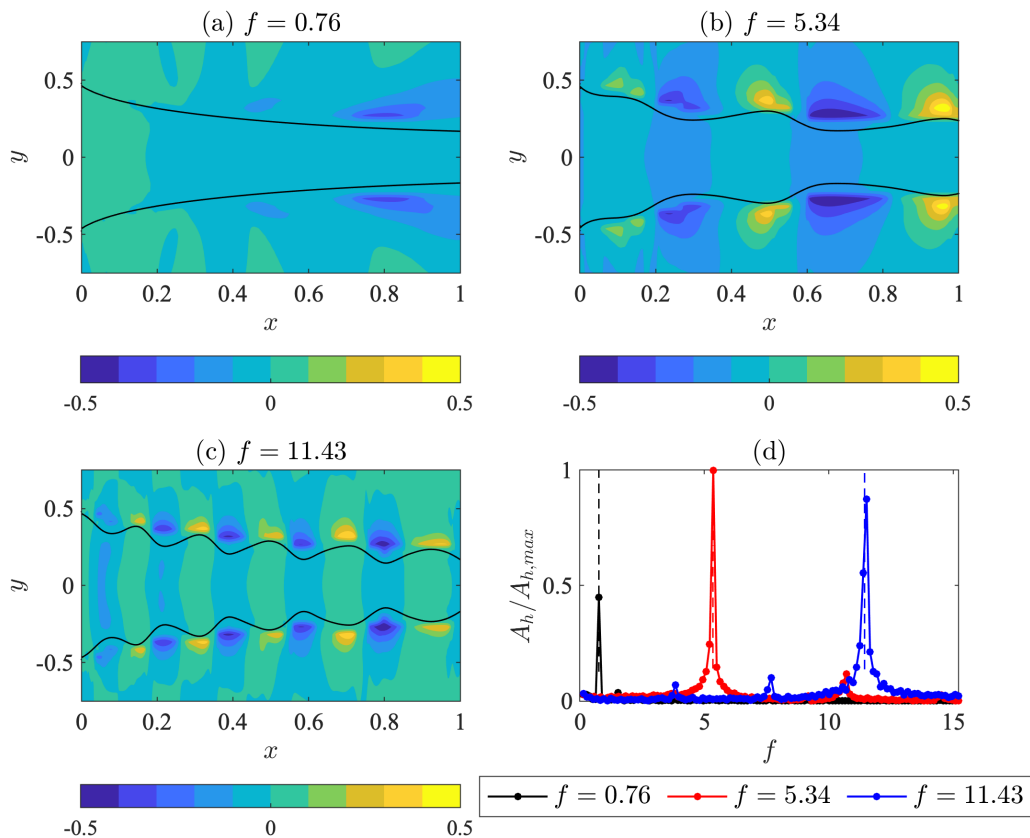 (a) f = 0.76
(b) f = 5.34
0.5
0
-0.5
y
0 0.2 0.4 0.6 0.8 1
x
0.5
0
-0.5
y
0 0.2 0.4 0.6 0.8 1
x
-0.5 0 0.5
-0.5 0 0.5
(c) f = 11.43
(d)
0.5
0
-0.5
y
0 0.2 0.4 0.6 0.8 1
x
1
0.5
0
A_h/A_{h,max}
0 5 10 15
f
-0.5 0 0.5
f = 0.76 f = 5.34 f = 11.43